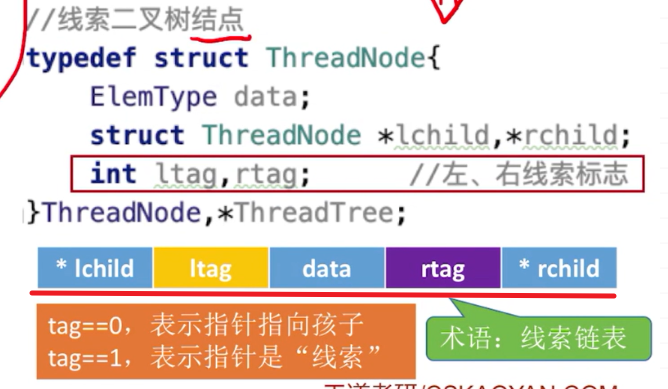 //线索二叉树结点
typedef struct ThreadNode{
ElemType data;
struct ThreadNode *lchild,*rchild;
int ltag,rtag; //左、右线索标志
}ThreadNode,*ThreadTree;
* lchild ltag data rtag * rchild
tag==0，表示指针指向孩子
tag==1，表示指针是“线索”
术语：线索链表